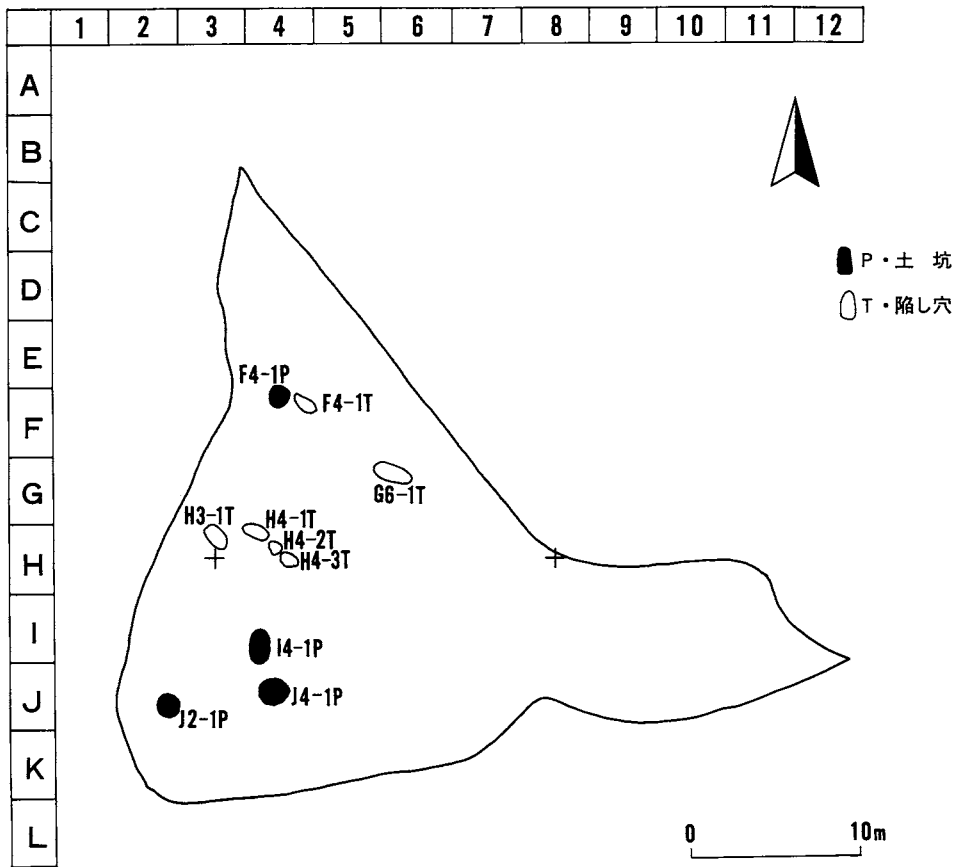 1 2 3 4 5 6 7 8 9 10 11 12
A
B
C
D
P・土 坑
T・陥し穴
E
F4-1P
F4-1T
F
G
G6-1T
H3-1T
H4-1T
H4-2T
H4-3T
H
I
I4-1P
J
J4-1P
J2-1P
K
L
0 10m